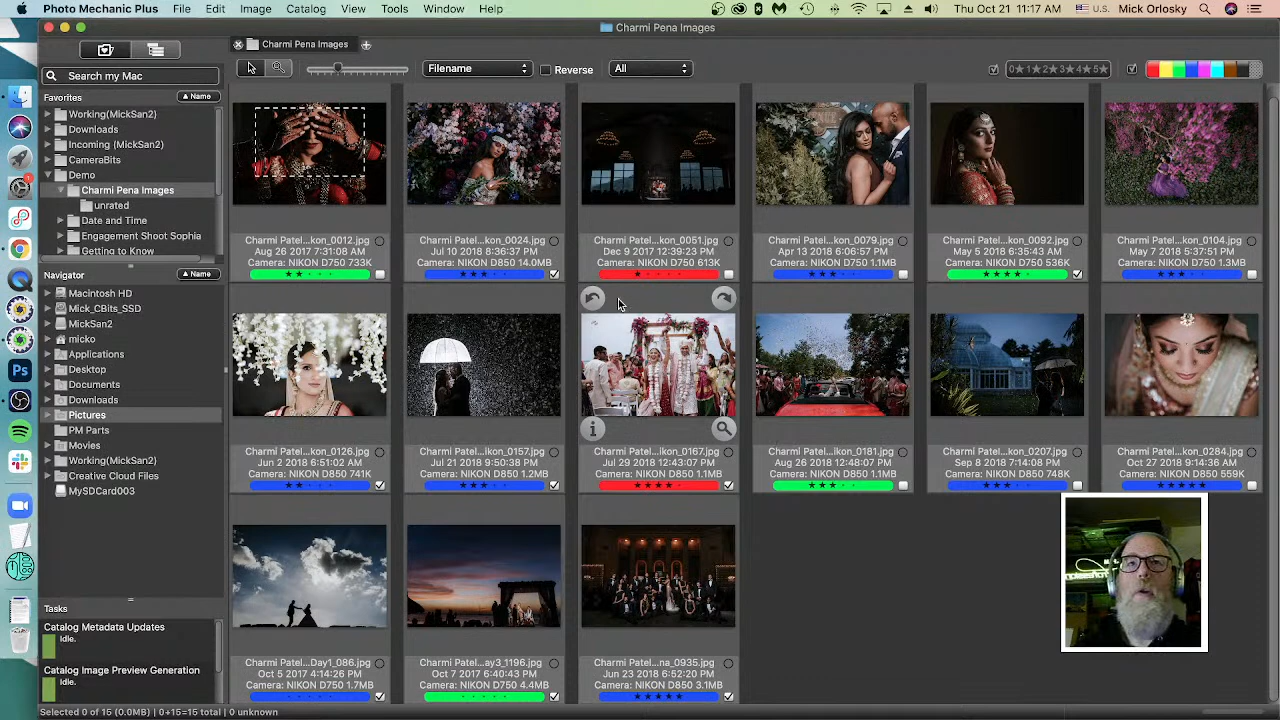 Photo Mechanic Plus File Edit Image Catalog View Tools Window Help U.S. Thu Oct 21 11:17 AM Mick Orlosky
Charmi Pena Images
Charmi Pena Images
Search my Mac
Filename Reverse All 0★1★2★3★4★5★
Favorites Name
Working(MickSan2)
Downloads
Incoming (MickSan2)
CameraBits
Demo
Charmi Pena Images
unrated
Date and Time
Engagement Shoot Sophia
Getting to Know
Navigator Name
Macintosh HD
Mick_CBits_SSD
MickSan2
micko
Applications
Desktop
Documents
Downloads
Pictures
PM Parts
Movies
Working(MickSan2)
Creative Cloud Files
MySDCard003
Tasks
Catalog Metadata Updates
Idle.
Catalog Image Preview Generation
Idle.
Charmi Patel...kon_0012.jpg
Aug 26 2017 7:31:08 PM
Camera: NIKON D750 733K
Charmi Patel...kon_0024.jpg
Jul 10 2018 8:36:37 PM
Camera: NIKON D850 14.0MB
Charmi Patel...kon_0051.jpg
Dec 9 2017 12:39:23 PM
Camera: NIKON D750 613K
Charmi Patel...kon_0079.jpg
Apr 13 2018 6:06:57 PM
Camera: NIKON D850 1.1MB
Charmi Patel...kon_0092.jpg
May 5 2018 6:35:43 AM
Camera: NIKON D750 536K
Charmi Patel...kon_0104.jpg
May 7 2018 5:37:51 PM
Camera: NIKON D850 1.3MB
Charmi Patel...kon_0126.jpg
Jun 2 2018 6:51:02 AM
Camera: NIKON D850 741K
Charmi Patel...ikon_0157.jpg
Jul 21 2018 9:50:38 PM
Camera: NIKON D850 1.2MB
Charmi Patel...ikon_0167.jpg
Jul 29 2018 12:43:07 PM
Camera: NIKON D850 1.1MB
Charmi Patel...ikon_0181.jpg
Aug 26 2018 12:48:07 PM
Camera: NIKON D850 1.1MB
Charmi Patel...kon_0207.jpg
Sep 8 2018 7:14:08 PM
Camera: NIKON D850 748K
Charmi Patel...kon_0284.jpg
Oct 27 2018 9:14:36 AM
Camera: NIKON D850 559K
Charmi Patel...Day1_086.jpg
Oct 5 2017 4:14:26 PM
Camera: NIKON D750 1.7MB
Charmi Patel...ay3_1196.jpg
Oct 7 2017 6:40:43 PM
Camera: NIKON D750 4.4MB
Charmi Patel...na_0935.jpg
Jun 23 2018 6:52:20 PM
Camera: NIKON D850 3.1MB
Selected 0 of 15 (0.0MB) | 0+15=15 total | 0 unknown